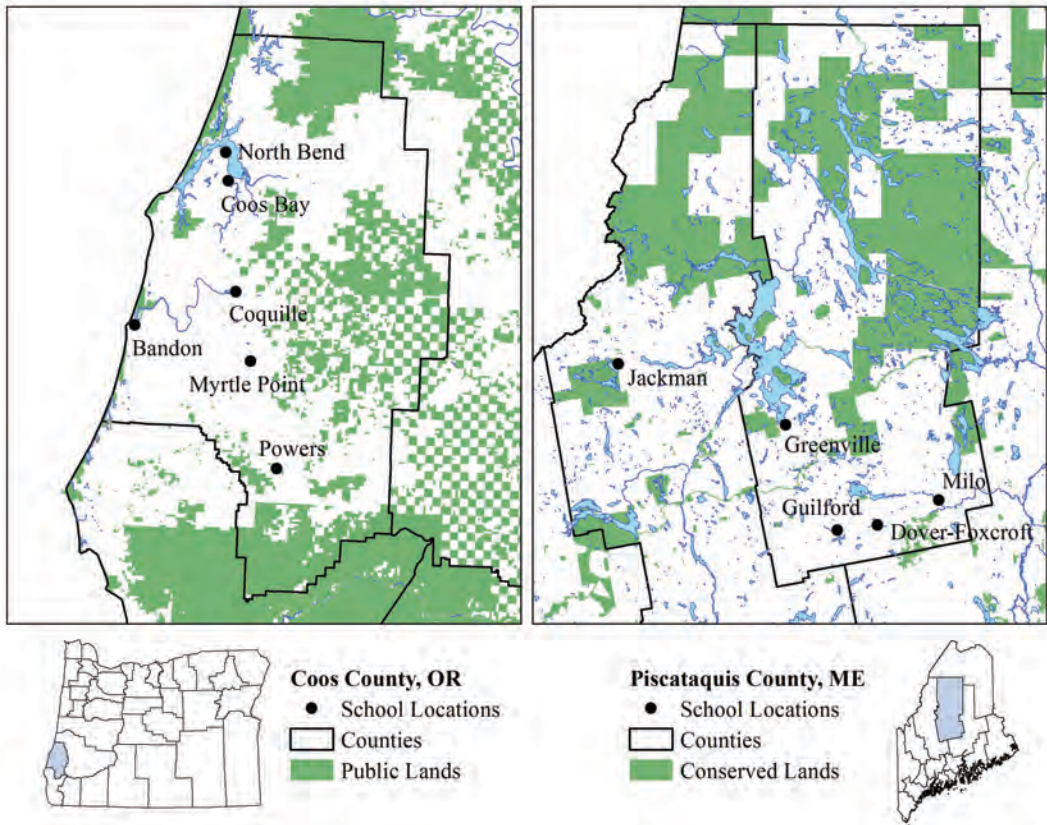 North Bend
Coos Bay
Coquille
Bandon
Myrtle Point
Powers
Jackman
Greenville
Milo
Guilford
Dover-Foxcroft
Coos County, OR
School Locations
Counties
Public Lands
Piscataquis County, ME
School Locations
Counties
Conserved Lands